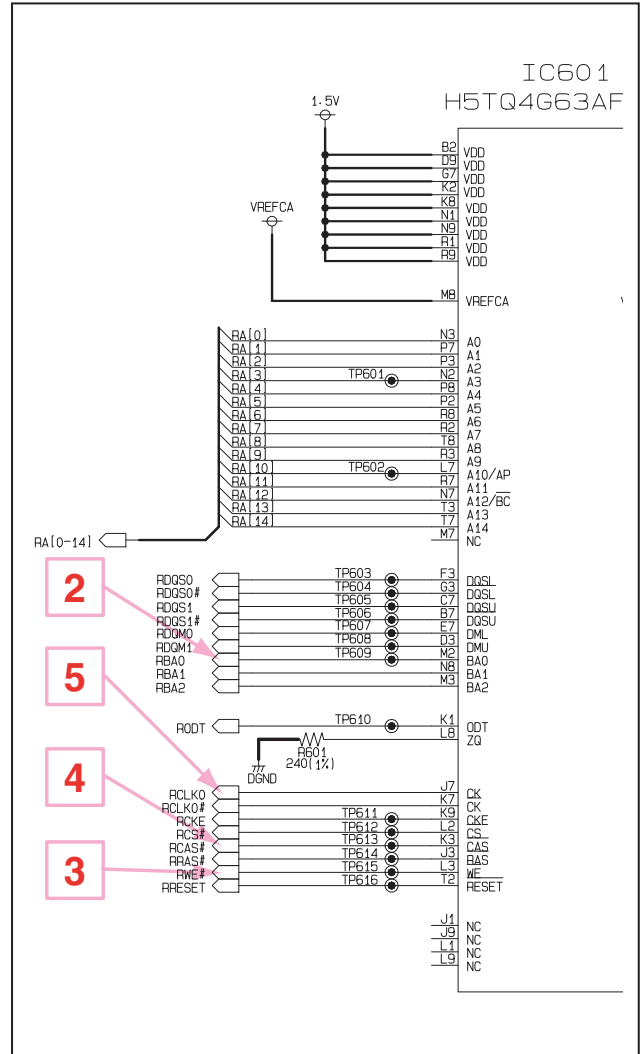 IC601
H5TQ4G63AF
1.5V
B2 VDD
D9 VDD
G7 VDD
K2 VDD
K8 VDD
N1 VDD
N9 VDD
R1 VDD
R9 VDD
VREFCA
M8 VREFCA
RA[0] N3 A0
RA[1] P7 A1
RA[2] P3 A2
RA[3] TP601 N2 A3
RA[4] P8 A4
RA[5] P2 A5
RA[6] R8 A6
RA[7] R2 A7
RA[8] T8 A8
RA[9] R3 A9
RA[10] TP602 L7 A10/AP
RA[11] R7 A11
RA[12] N7 A12/BC
RA[13] T3 A13
RA[14] T7 A14
M7 NC
RA[0-14]
2
RDQS0 TP603 F3 DQSL
RDQS0# TP604 G3 DQSL
RDQS1 TP605 C7 DQSU
RDQS1# TP606 B7 DQSU
RDQM0 TP607 E7 DML
RDQM1 TP608 D3 DMU
RBA0 TP609 M2 BA0
RBA1 N8 BA1
RBA2 M3 BA2
5
RODT TP610 K1 ODT
L8 ZQ
R601
240(1%)
DGND
4
RCLK0 J7 CK
RCLK0# K7 CK
RCKE TP611 K9 CKE
RCS# TP612 L2 CS
RCAS# TP613 K3 CAS
RRAS# TP614 J3 RAS
3
RWE# TP615 L3 WE
RRESET TP616 T2 RESET
J1 NC
J9 NC
L1 NC
L9 NC